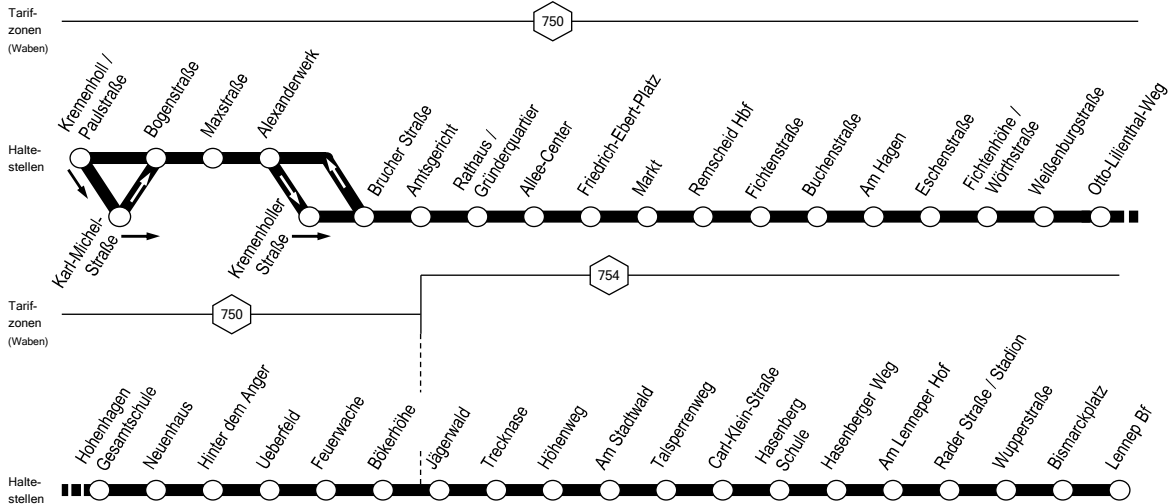 Tarif-
zonen
(Waben)
750
Kremenholl /
Paulstraße
Bogenstraße
Maxstraße
Alexanderwerk
Brucher Straße
Amtsgericht
Rathaus /
Gründerquartier
Allee-Center
Friedrich-Ebert-Platz
Markt
Remscheid Hbf
Fichtenstraße
Buchenstraße
Am Hagen
Eschenstraße
Fichtenhöhe /
Wörthstraße
Weißenburgstraße
Otto-Lilienthal-Weg
Halte-
stellen
Karl-Michel-
Straße
Kremenholler
Straße
754
Tarif-
zonen
(Waben)
750
Hohenhagen
Gesamtschule
Neuhaus
Hinter dem Anger
Ueberfeld
Feuerwache
Bökerhöhe
Jägerwald
Trecknase
Höhenweg
Am Stadtwald
Talsperrenweg
Carl-Klein-Straße
Hasenberg
Schule
Hasenberger Weg
Am Lenneper Hof
Rader Straße / Stadion
Wupperstraße
Bismarckplatz
Lennep Bf
Halte-
stellen